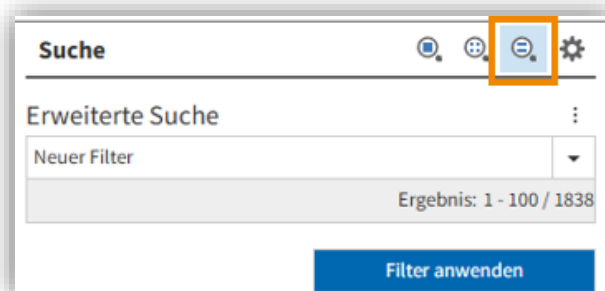 Suche
Erweiterte Suche
Neuer Filter
Ergebnis: 1 - 100 / 1838
Filter anwenden